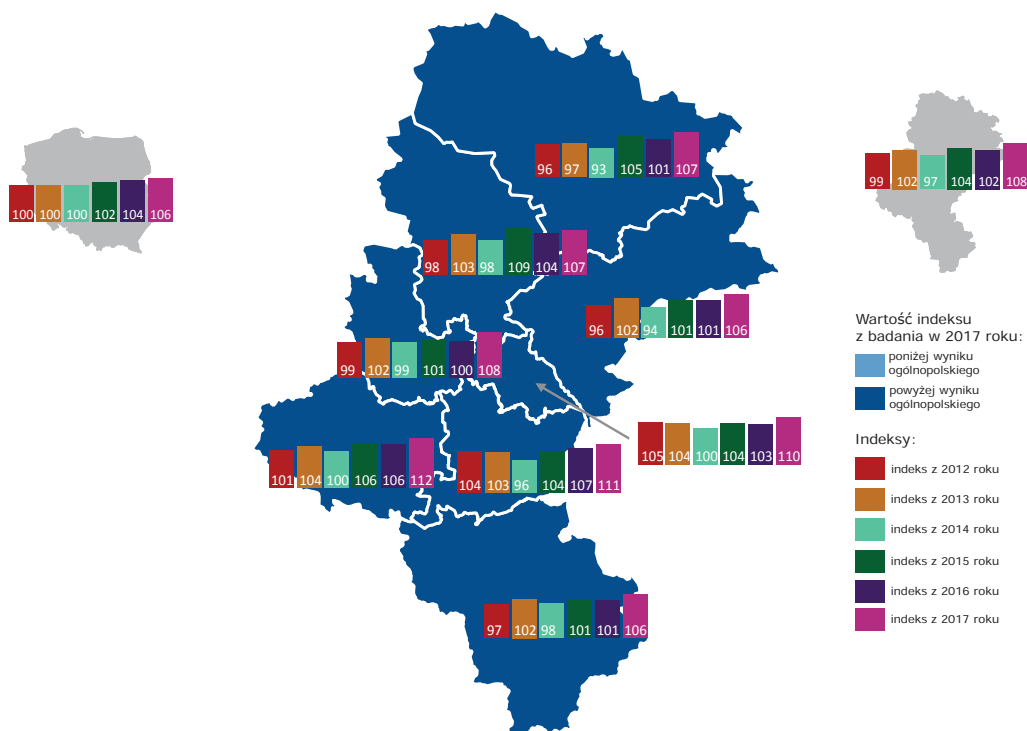 96 97 93 105 101 107
100 100 100 102 104 106
99 102 97 104 102 108
98 103 98 109 104 107
96 102 94 101 101 106
99 102 99 101 100 108
105 104 100 104 103 110
101 104 100 106 106 112
104 103 96 104 107 111
97 102 98 101 101 106
Wartość indeksu
z badania w 2017 roku:
poniżej wyniku
ogólnopolskiego
powyżej wyniku
ogólnopolskiego
Indeksy:
indeks z 2012 roku
indeks z 2013 roku
indeks z 2014 roku
indeks z 2015 roku
indeks z 2016 roku
indeks z 2017 roku